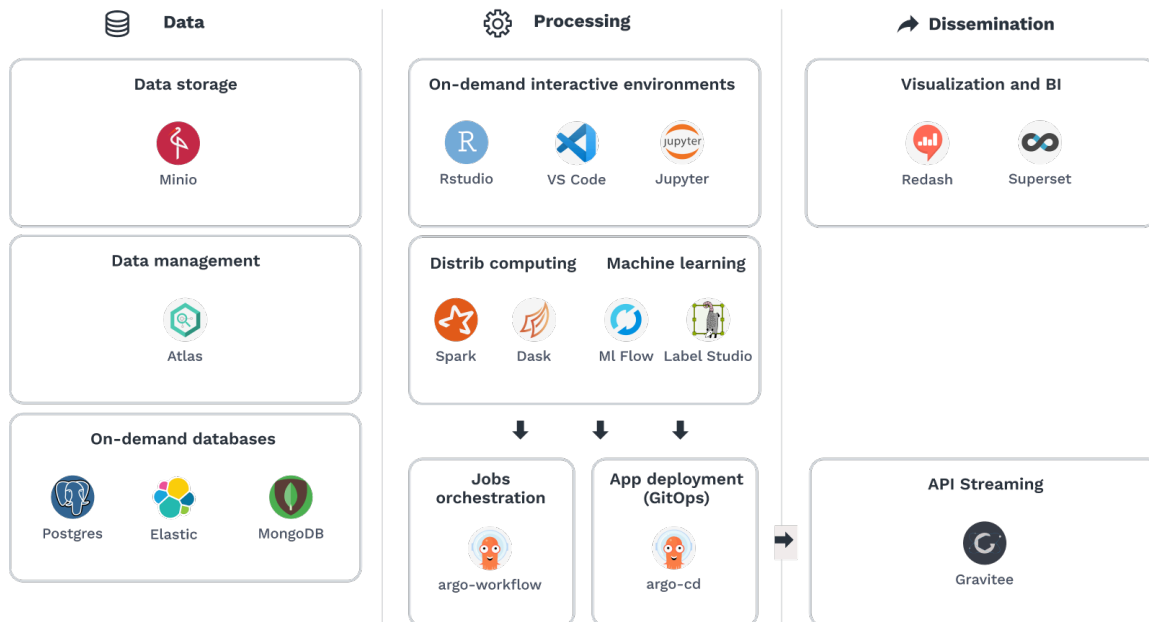 Data
Data storage
Minio
Data management
Atlas
On-demand databases
Postgres
Elastic
MongoDB
Processing
On-demand interactive environments
R
Rstudio
VS Code
jupyter
Jupyter
Distrib computing
Machine learning
Spark
Dask
Ml Flow
Label Studio
Jobs
orchestration
argo-workflow
App deployment
(GitOps)
argo-cd
Dissemination
Visualization and BI
Redash
Superset
API Streaming
Gravitee